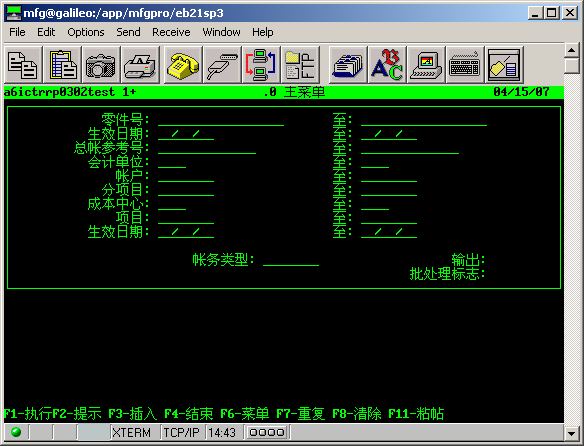 mfg@galileo:/app/mfgpro/eb21sp3
File Edit Options Send Receive Window Help
a6ictrrp0302test 1+ .0 主菜单 04/15/07
零件号: 至:
生效日期: / / 至: / /
总帐参考号: 至:
会计单位: 至:
帐户: 至:
分项目: 至:
成本中心: 至:
项目: 至:
生效日期: / / 至: / /
帐务类型: 输出:
批处理标志:
F1-执行F2-提示 F3-插入 F4-结束 F6-菜单 F7-重复 F8-清除 F11-粘帖
XTERM TCP/IP 14:43